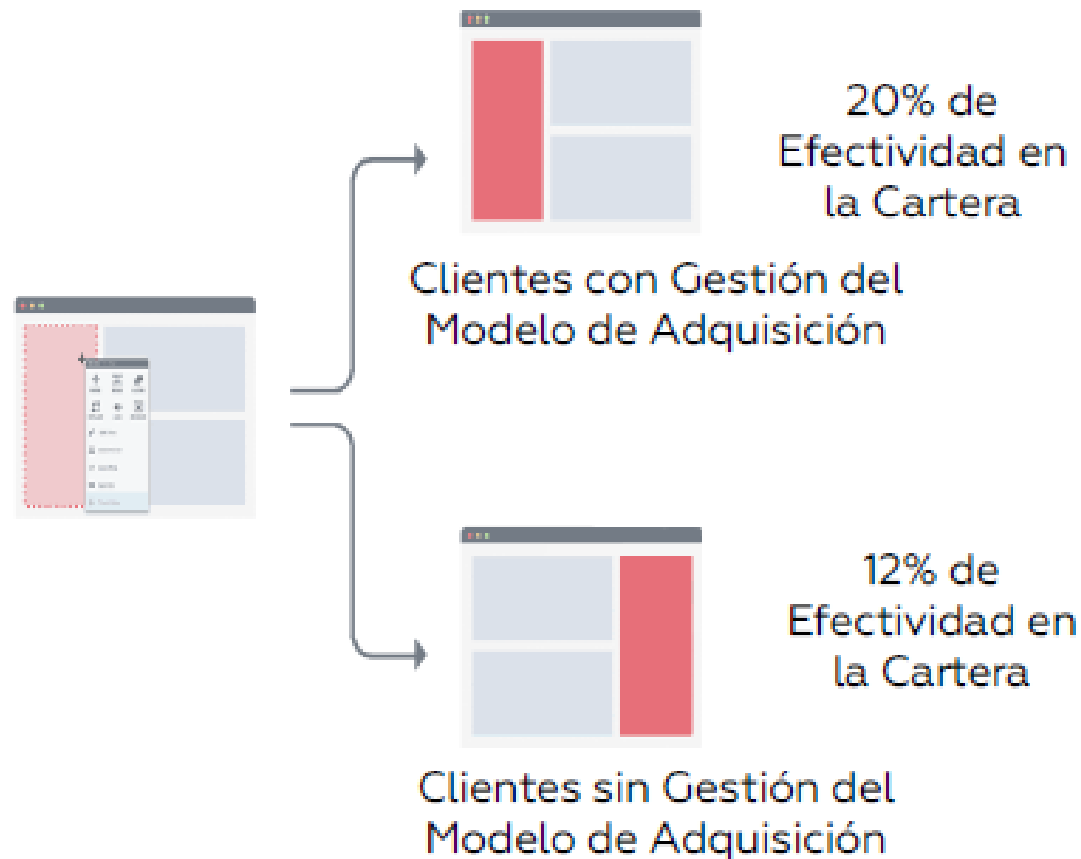 20% de
Efectividad en
la Cartera
Clientes con Gestión del
Modelo de Adquisición
12% de
Efectividad en
la Cartera
Clientes sin Gestión del
Modelo de Adquisición